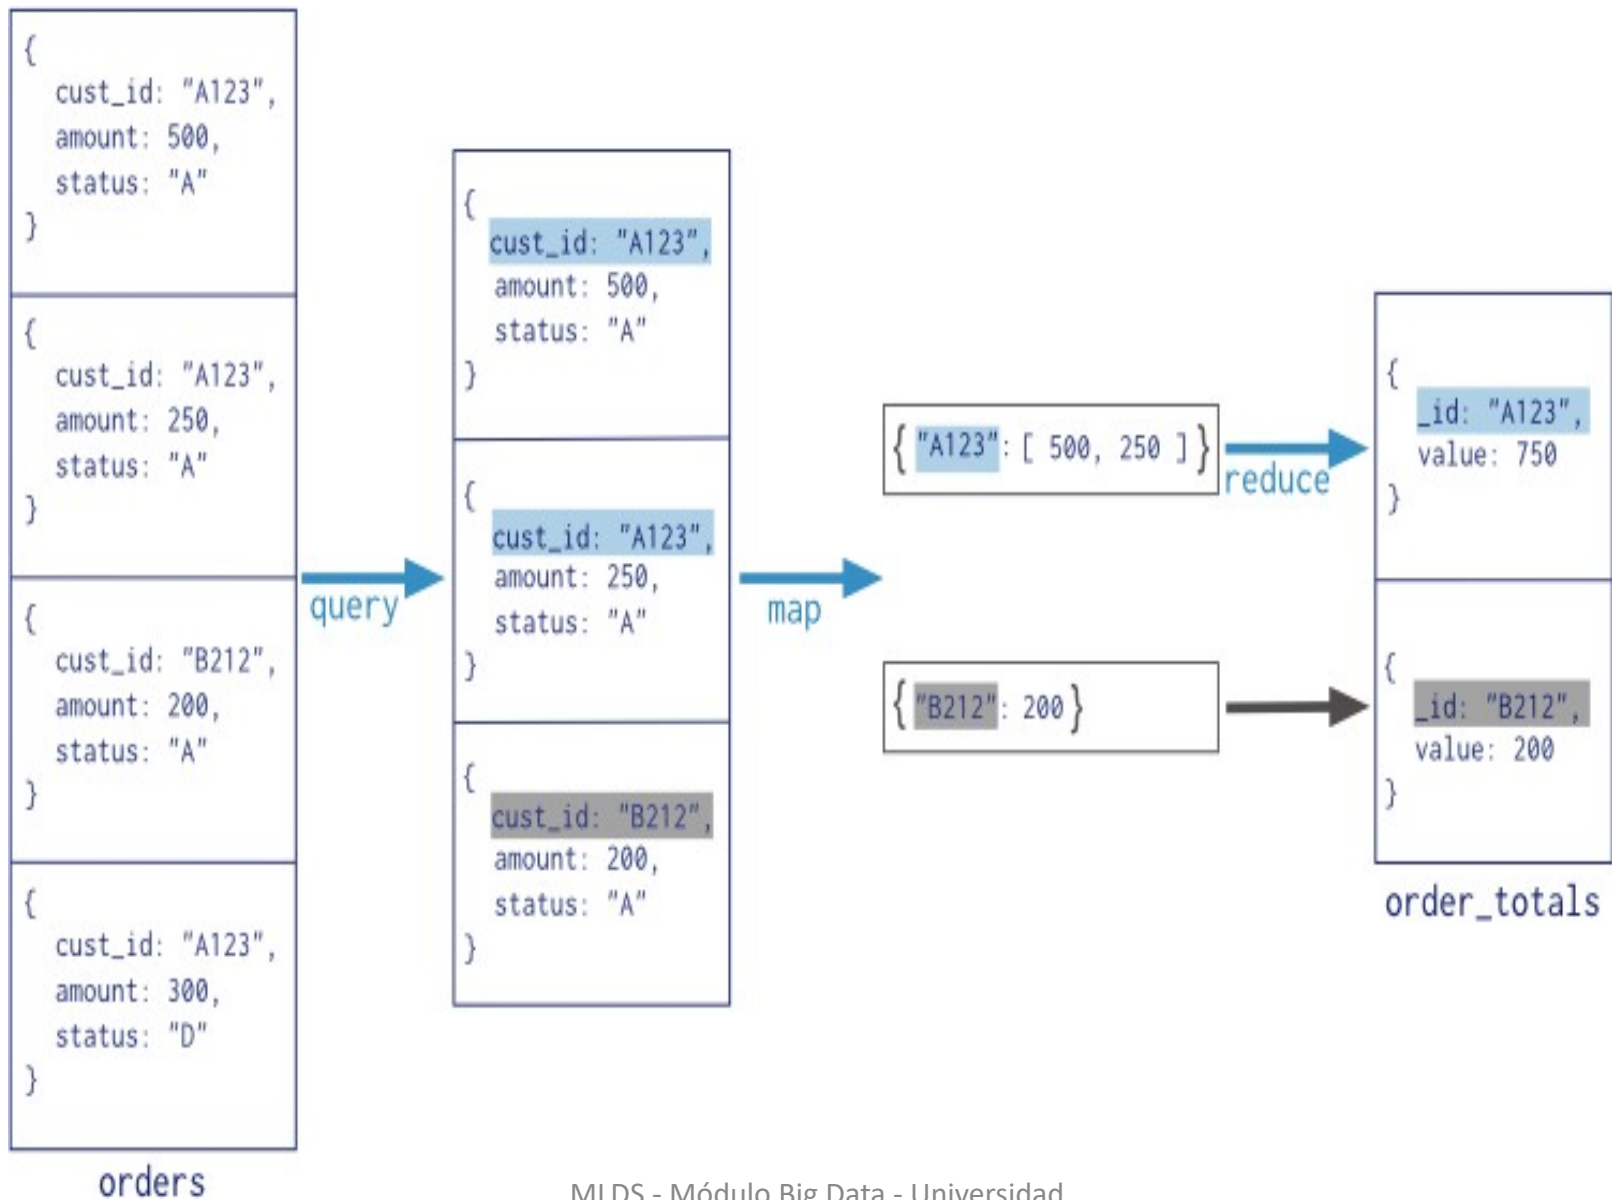 {
cust_id: "A123",
amount: 500,
status: "A"
}
{
cust_id: "A123",
amount: 250,
status: "A"
}
{
cust_id: "B212",
amount: 200,
status: "A"
}
{
cust_id: "A123",
amount: 300,
status: "D"
}
orders
query
{
cust_id: "A123",
amount: 500,
status: "A"
}
{
cust_id: "A123",
amount: 250,
status: "A"
}
{
cust_id: "B212",
amount: 200,
status: "A"
}
map
{ "A123": [ 500, 250 ] }
reduce
{ "B212": 200 }
{
_id: "A123",
value: 750
}
{
_id: "B212",
value: 200
}
order_totals
MLDS - Módulo Big Data - Universidad